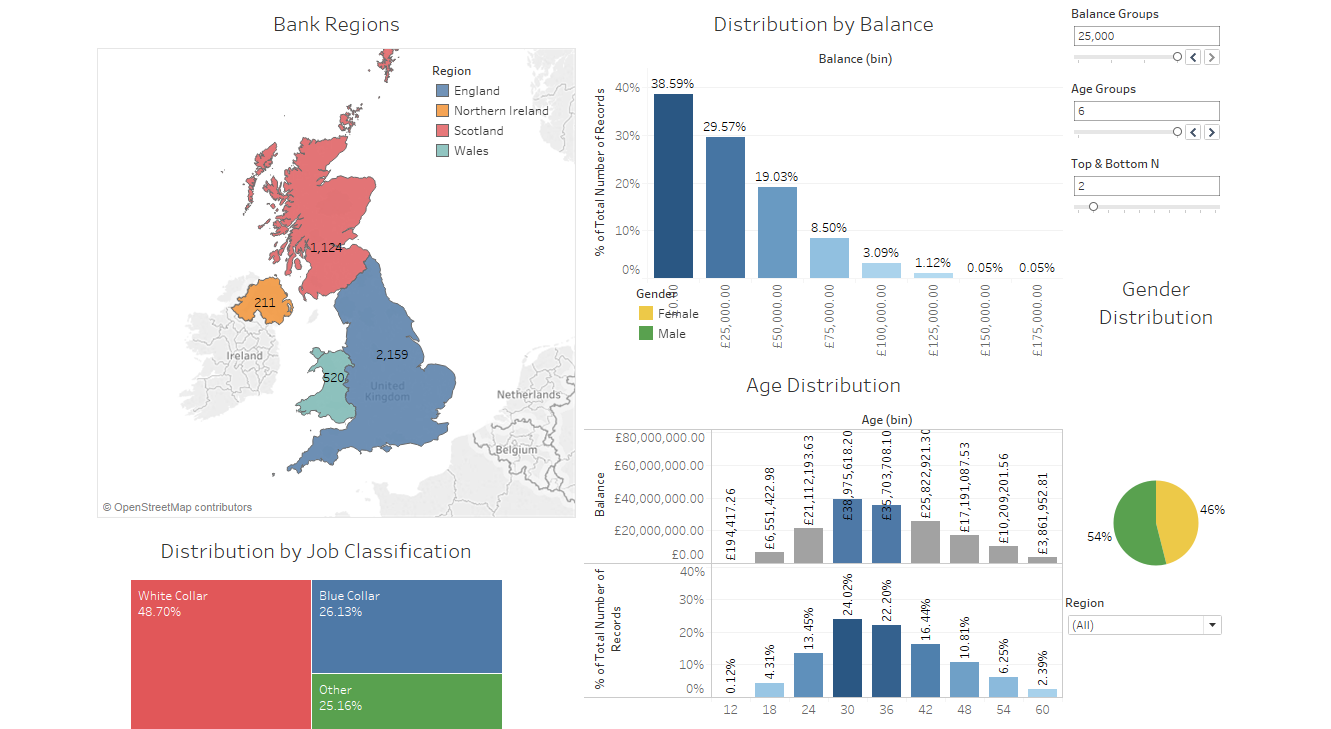 Bank Regions
Region
England
Northern Ireland
Scotland
Wales
1,124
211
2,159
520
Ireland
United
Kingdom
Netherlands
Belgium
© OpenStreetMap contributors
Distribution by Job Classification
White Collar
48.70%
Blue Collar
26.13%
Other
25.16%
Distribution by Balance
Balance (bin)
% of Total Number of Records
40%
30%
20%
10%
0%
38.59%
29.57%
19.03%
8.50%
3.09%
1.12%
0.05%
0.05%
£25,000.00
£50,000.00
£75,000.00
£100,000.00
£125,000.00
£150,000.00
£175,000.00
Gender
Female
Male
Age Distribution
Age (bin)
Balance
£80,000,000.00
£60,000,000.00
£40,000,000.00
£20,000,000.00
£0.00
£194,417.26
£6,551,422.98
£21,112,193.63
£38,975,618.20
£35,703,708.10
£25,822,921.30
£17,191,087.53
£10,209,201.56
£3,861,952.81
% of Total Number of
Records
40%
30%
20%
10%
0%
0.12%
4.31%
13.45%
24.02%
22.20%
16.44%
10.81%
6.25%
2.39%
12 18 24 30 36 42 48 54 60
Balance Groups
25,000
Age Groups
6
Top & Bottom N
2
Gender
Distribution
46%
54%
Region
(All)